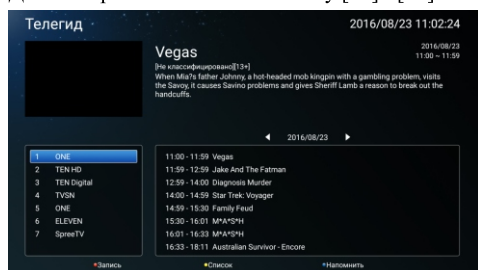 Телегид
2016/08/23 11:02:24
Vegas
2016/08/23
11:00 ~ 11:59
[Не классифицировано][13+]
When Mia?s father Johnny, a hot-headed mob kingpin with a gambling problem, visits
the Savoy, it causes Savino problems and gives Sheriff Lamb a reason to break out the
handcuffs.
2016/08/23
1 ONE
2 TEN HD
3 TEN Digital
4 TVSN
5 ONE
6 ELEVEN
7 SpreeTV
11:00 - 11:59 Vegas
11:59 - 12:59 Jake And The Fatman
12:59 - 14:00 Diagnosis Murder
14:00 - 14:59 Star Trek: Voyager
14:59 - 15:30 Family Feud
15:30 - 16:01 M*A*S*H
16:01 - 16:33 M*A*S*H
16:33 - 18:11 Australian Survivor - Encore
Запись
Список
Напомнить